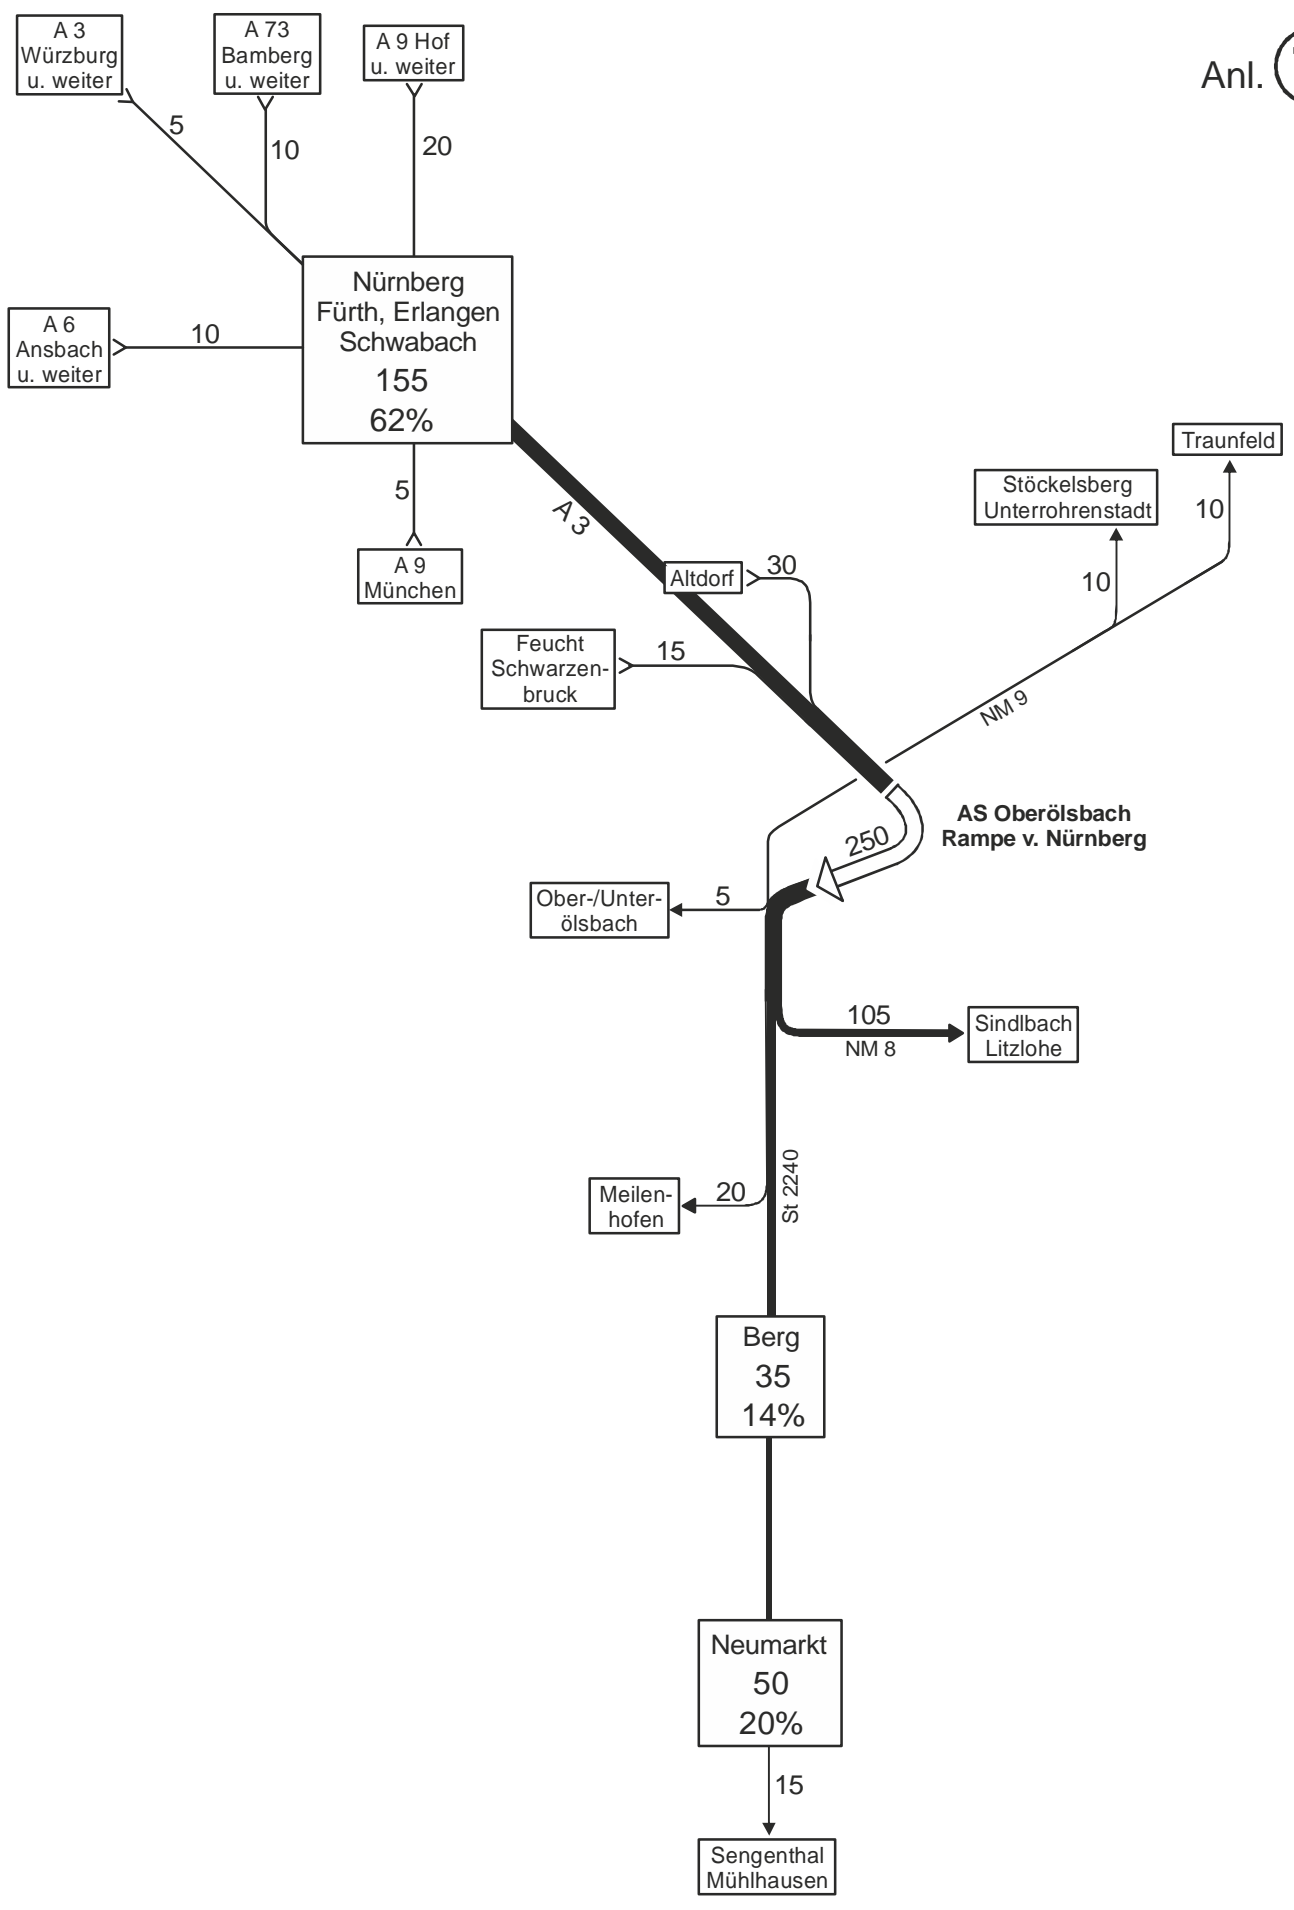 A 3
Würzburg
u. weiter
A 73
Bamberg
u. weiter
A 9 Hof
u. weiter
Anl.
5
10
20
Nürnberg
Fürth, Erlangen
Schwabach
155
62%
A 6
Ansbach
u. weiter
10
5
A 9
München
A 3
Traunfeld
10
Stöckelsberg
Unterrohrenstadt
10
Altdorf
30
Feucht
Schwarzen-
bruck
15
NM 9
AS Oberölsbach
Rampe v. Nürnberg
250
Ober-/Unter-
ölsbach
5
105
NM 8
Sindlbach
Litzlohe
Meilen-
hofen
20
St 2240
Berg
35
14%
Neumarkt
50
20%
15
Sengenthal
Mühlhausen